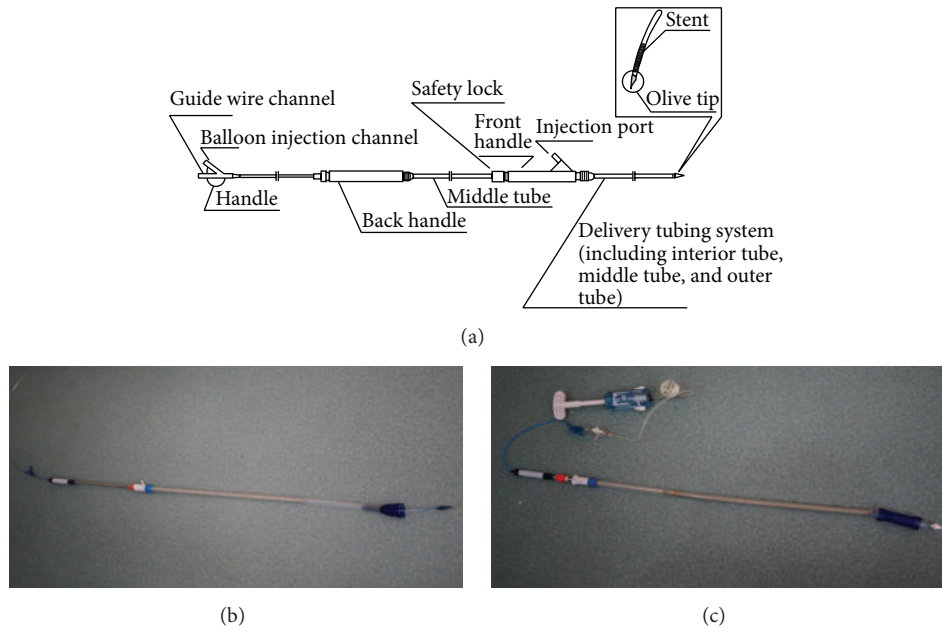 Stent
Olive tip
Safety lock
Guide wire channel
Front
handle
Injection port
Balloon injection channel
Handle
Back handle
Middle tube
Delivery tubing system
(including interior tube,
middle tube, and outer
tube)
(a)
(b)
(c)